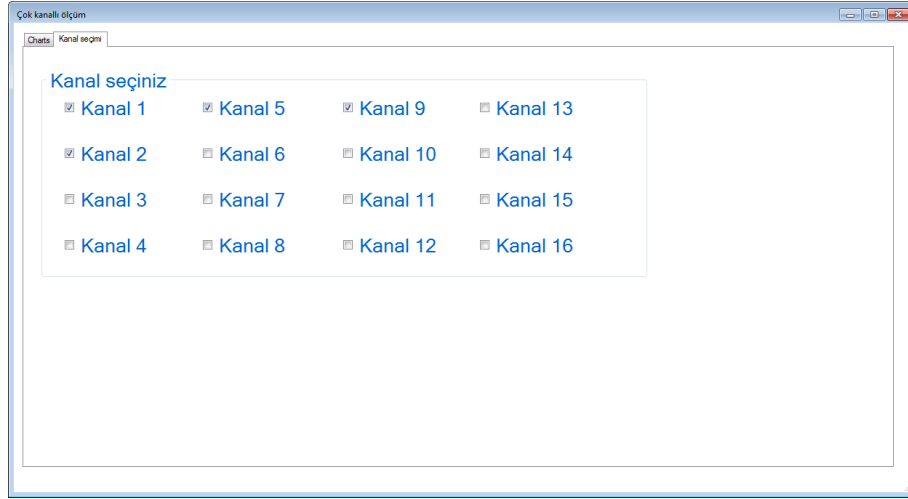 Çok kanallı ölçüm
Charts Kanal seçimi
Kanal seçiniz
Kanal 1 Kanal 5 Kanal 9 Kanal 13
Kanal 2 Kanal 6 Kanal 10 Kanal 14
Kanal 3 Kanal 7 Kanal 11 Kanal 15
Kanal 4 Kanal 8 Kanal 12 Kanal 16